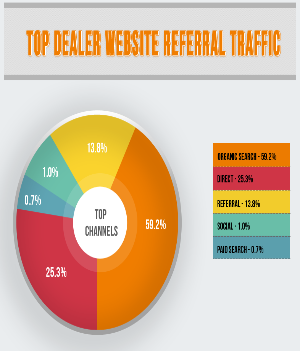 TOP DEALER WEBSITE REFERRAL TRAFFIC
13.8%
1.0%
0.7%
59.2%
25.3%
TOP
CHANNELS
ORGANIC SEARCH - 59.2%
DIRECT - 25.3%
REFERRAL - 13.8%
SOCIAL - 1.0%
PAID SEARCH - 0.7%